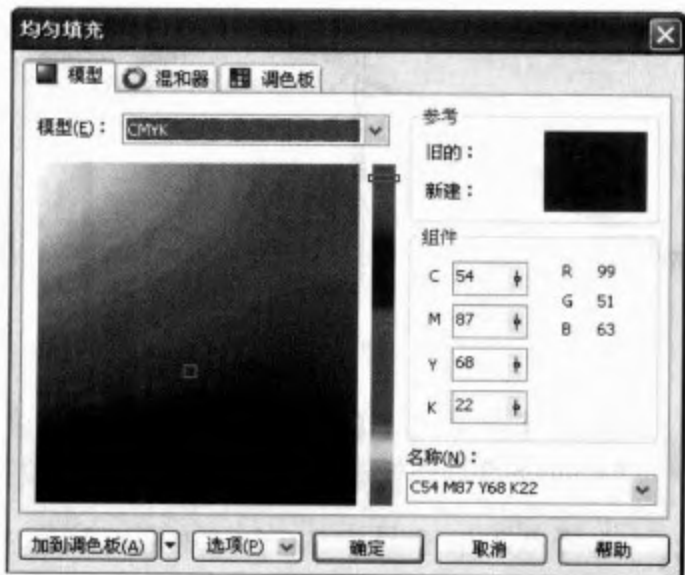 均匀填充
模型 混和器 调色板
模型(E)： CMYK
参考
旧的：
新建：
组件
C 54 R 99
M 87 G 51
Y 68 B 63
K 22
名称(N)：
C54 M87 Y68 K22
加到调色板(A) 选项(P) 确定 取消 帮助